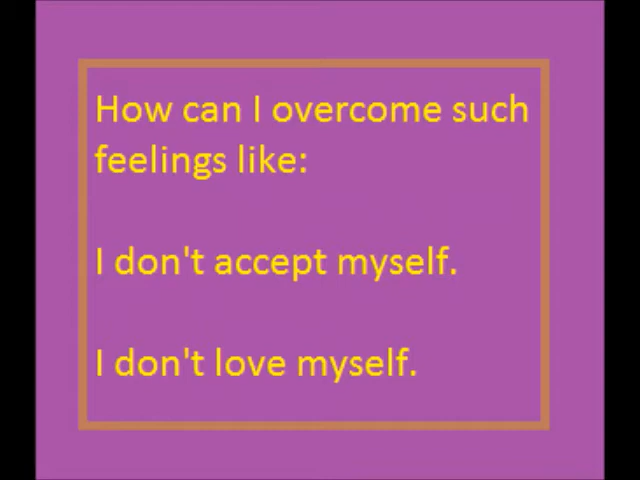 How can I overcome such
feelings like:
I don't accept myself.
I don't love myself.